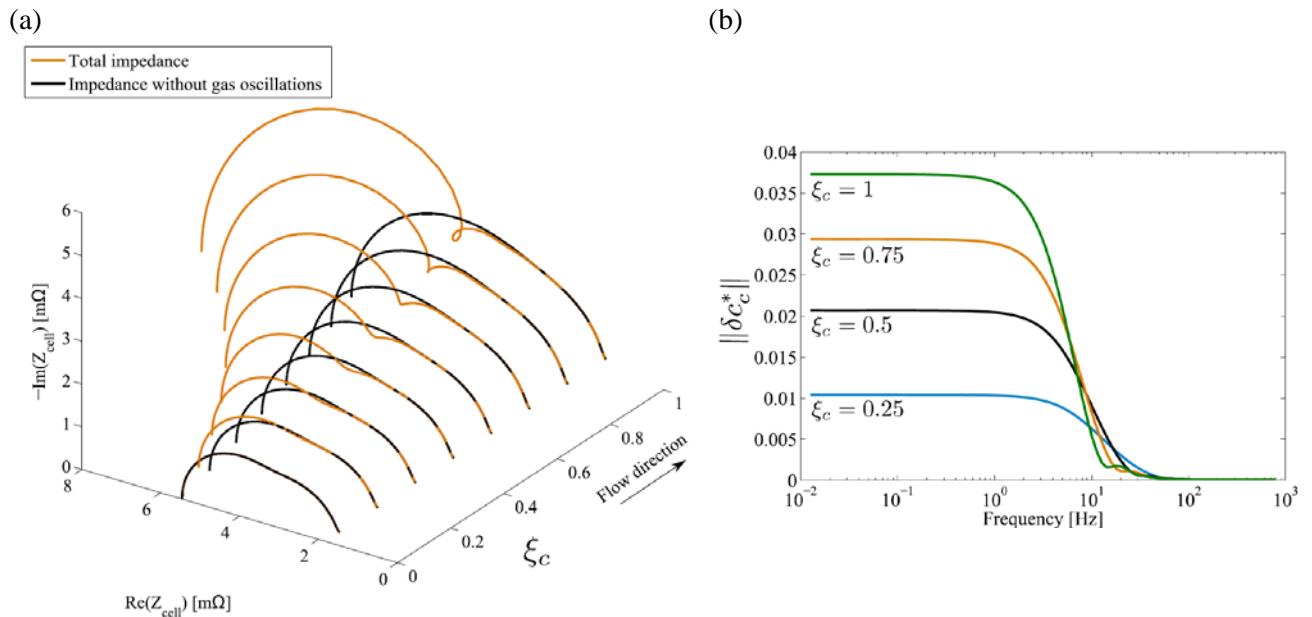 (a)
Total impedance
Impedance without gas oscillations
−Im(Z_cell) [mΩ]
6
5
4
3
2
1
0
8
6
4
2
0
Re(Z_cell) [mΩ]
0
0.2
0.4
0.6
0.8
1
ξ_c
Flow direction
(b)
||δc_c^*||
0.04
0.035
0.03
0.025
0.02
0.015
0.01
0.005
0
ξ_c = 1
ξ_c = 0.75
ξ_c = 0.5
ξ_c = 0.25
10^−2
10^−1
10^0
10^1
10^2
10^3
Frequency [Hz]